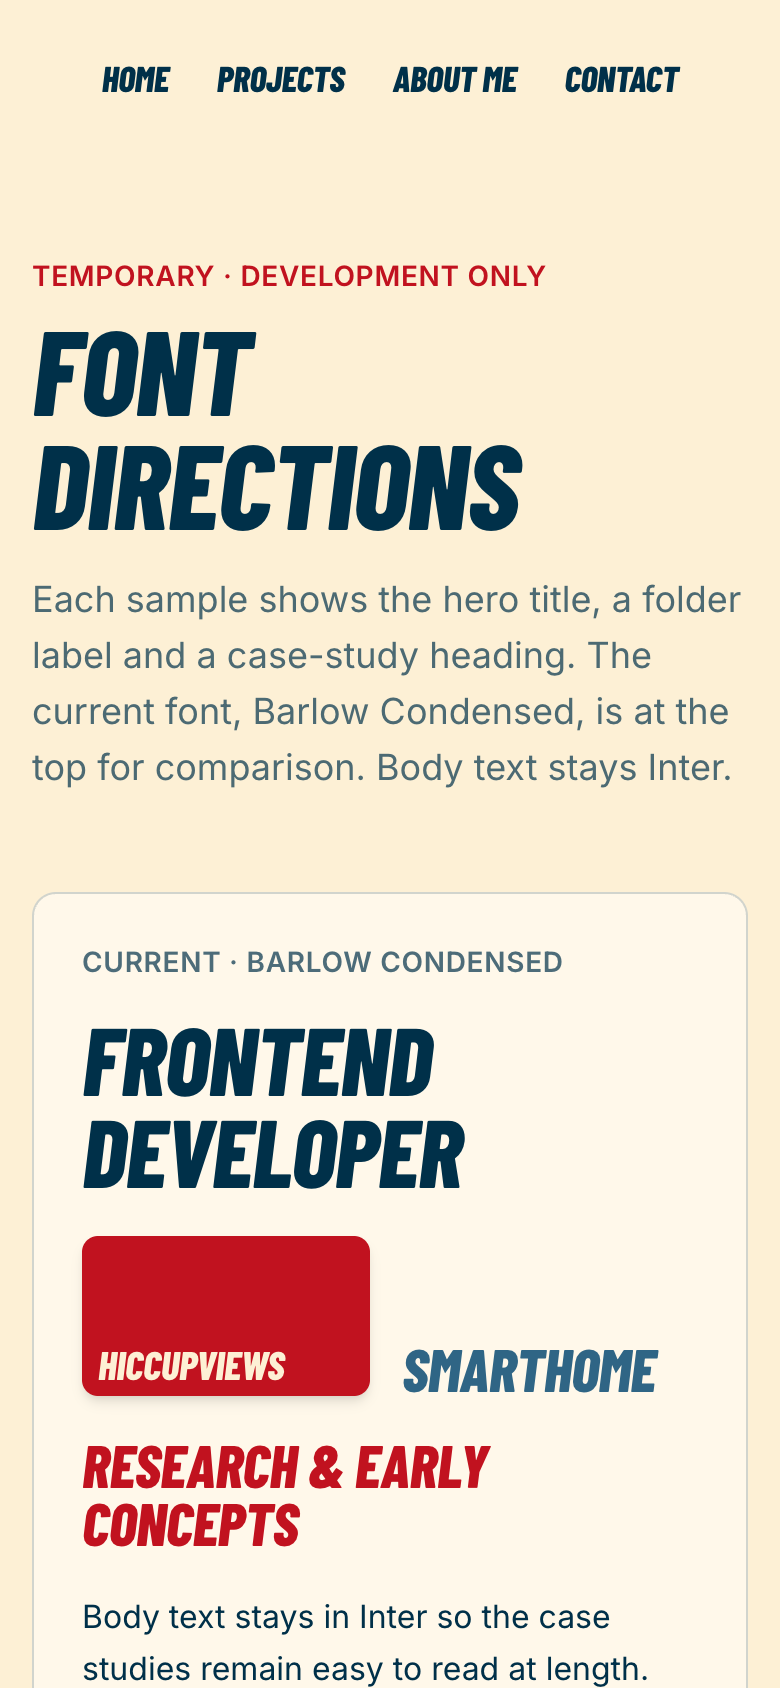 HOME PROJECTS ABOUT ME CONTACT
TEMPORARY · DEVELOPMENT ONLY
FONT
DIRECTIONS
Each sample shows the hero title, a folder
label and a case-study heading. The
current font, Barlow Condensed, is at the
top for comparison. Body text stays Inter.
CURRENT · BARLOW CONDENSED
FRONTEND
DEVELOPER
HICCUPVIEWS
SMARTHOME
RESEARCH & EARLY
CONCEPTS
Body text stays in Inter so the case
studies remain easy to read at length.